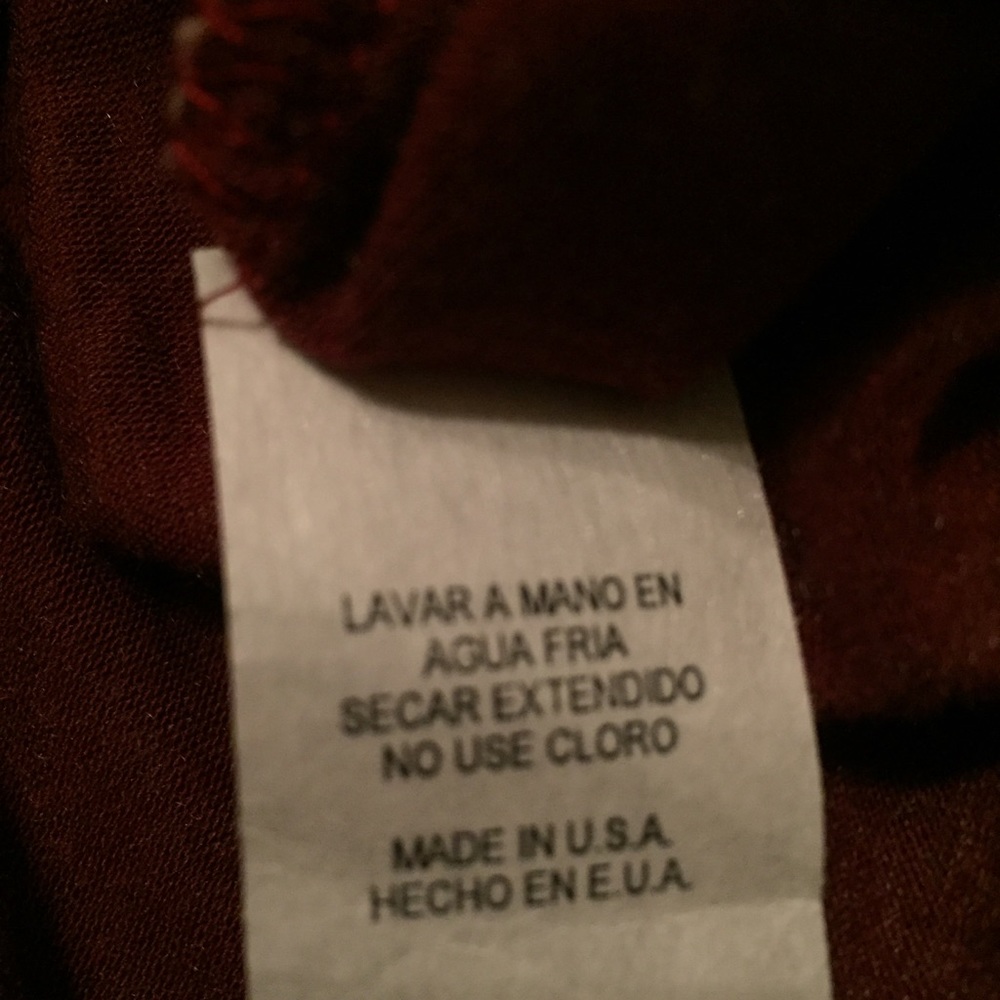 LAVAR A MANO EN
AGUA FRIA
SECAR EXTENDIDO
NO USE CLORO
MADE IN U.S.A.
HECHO EN E.U.A.